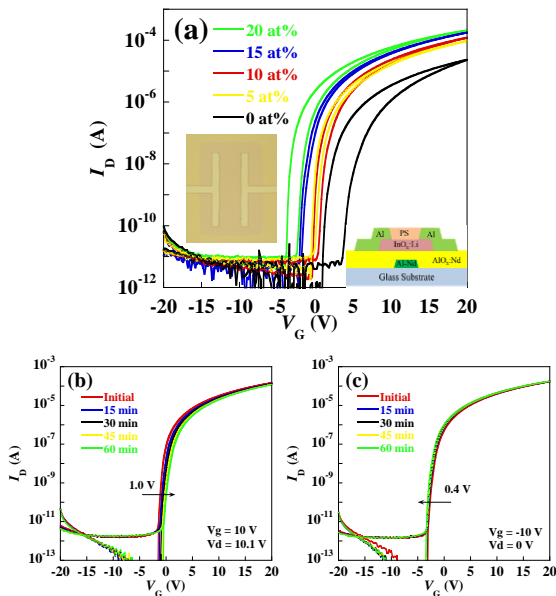 (a)
20 at%
15 at%
10 at%
5 at%
0 at%
10-4
10-6
10-8
10-10
10-12
I_D (A)
Al
PS
Al
InOx:Li
AlOx:Nd
Al-Nd
Glass Substrate
-20 -15 -10 -5 0 5 10 15 20
V_G (V)
(b)
Initial
15 min
30 min
45 min
60 min
10-3
10-5
10-7
10-9
10-11
10-13
I_D (A)
1.0 V
Vg = 10 V
Vd = 10.1 V
-20 -15 -10 -5 0 5 10 15 20
V_G (V)
(c)
Initial
15 min
30 min
45 min
60 min
10-3
10-5
10-7
10-9
10-11
10-13
I_D (A)
0.4 V
Vg = -10 V
Vd = 0 V
-20 -15 -10 -5 0 5 10 15 20
V_G (V)